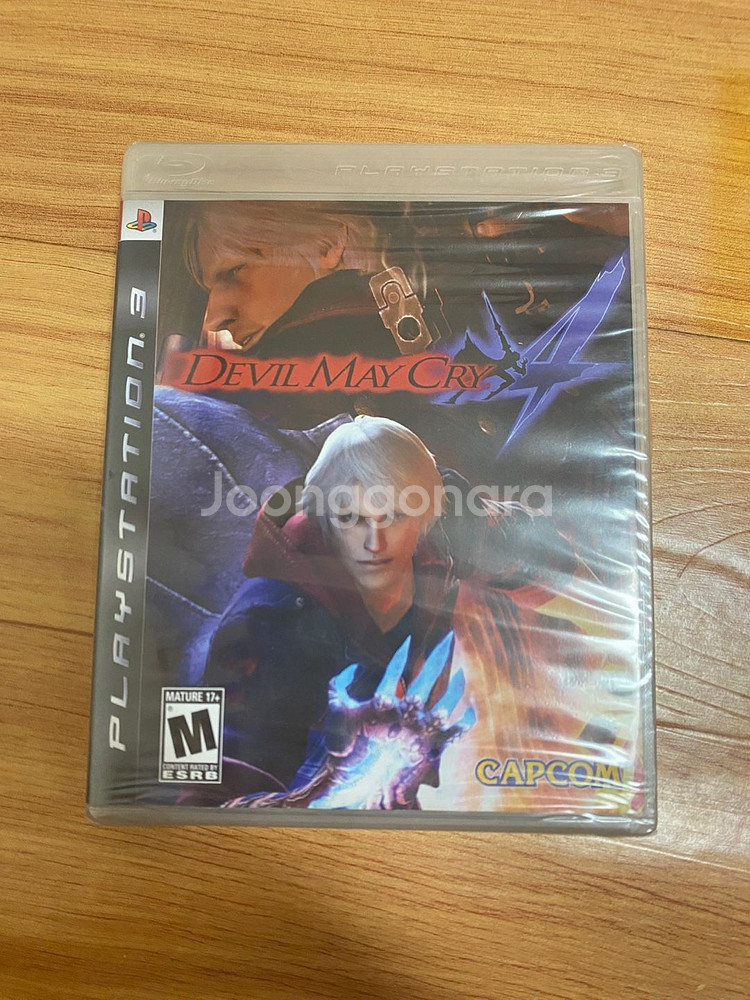 PLAYSTATION 3
PLAYSTATION.3
DEVIL MAY CRY 4
Joonggonara
MATURE 17+
M
CONTENT RATED BY
ESRB
CAPCOM